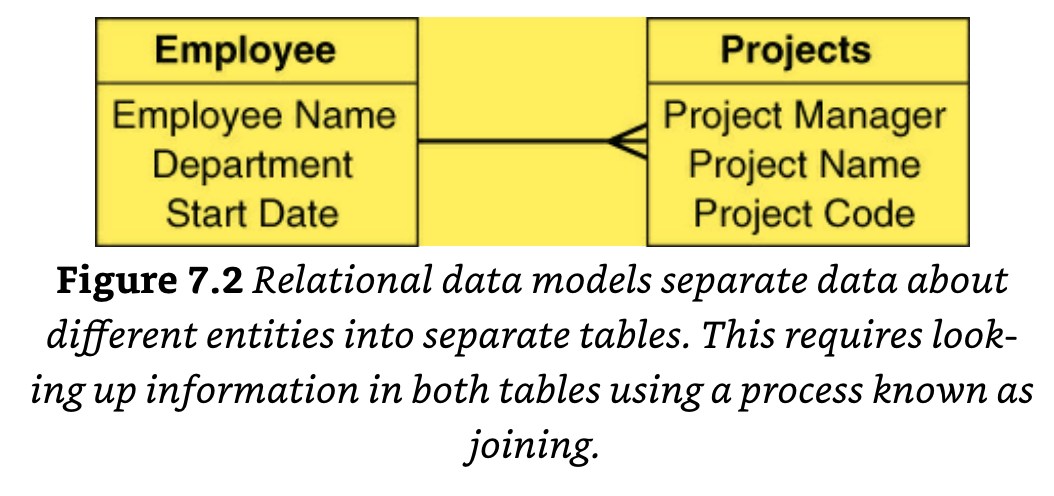 Employee
Employee Name
Department
Start Date
Projects
Project Manager
Project Name
Project Code
Figure 7.2 Relational data models separate data about
different entities into separate tables. This requires look-
ing up information in both tables using a process known as
joining.